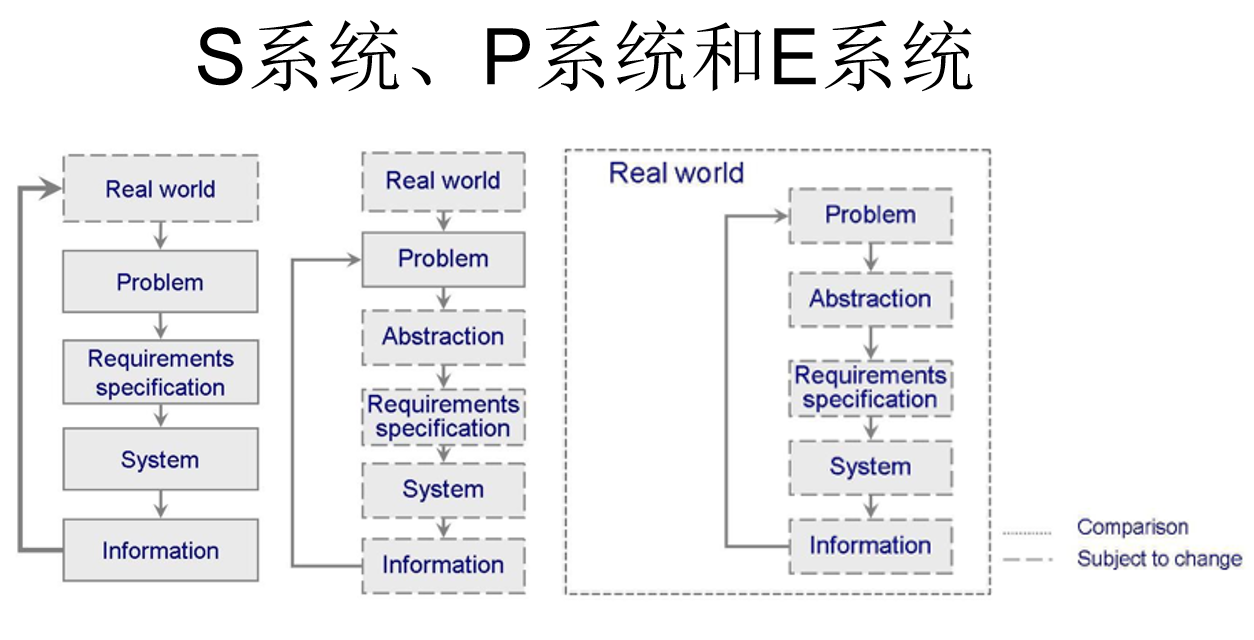 S系统、P系统和E系统
Real world
Problem
Requirements
specification
System
Information
Real world
Problem
Abstraction
Requirements
specification
System
Information
Real world
Problem
Abstraction
Requirements
specification
System
Information
Comparison
Subject to change